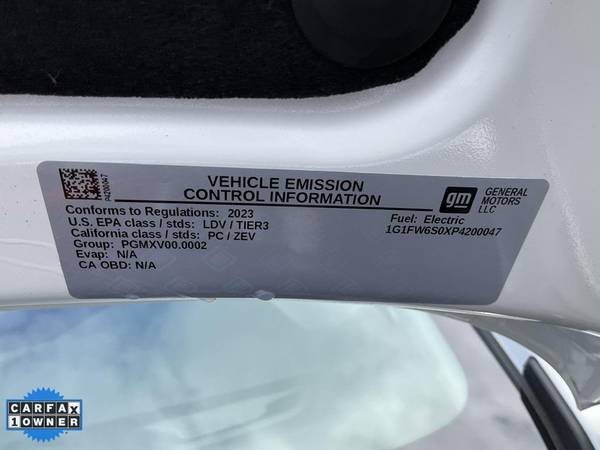 P4200047
VEHICLE EMISSION
CONTROL INFORMATION
gm
GENERAL
MOTORS
LLC
Conforms to Regulations: 2023
U.S. EPA class / stds: LDV / TIER3
California class / stds: PC / ZEV
Group: PGMXV00.0002
Evap: N/A
CA OBD: N/A
Fuel: Electric
1G1FW6S0XP4200047
CARFAX
1 OWNER